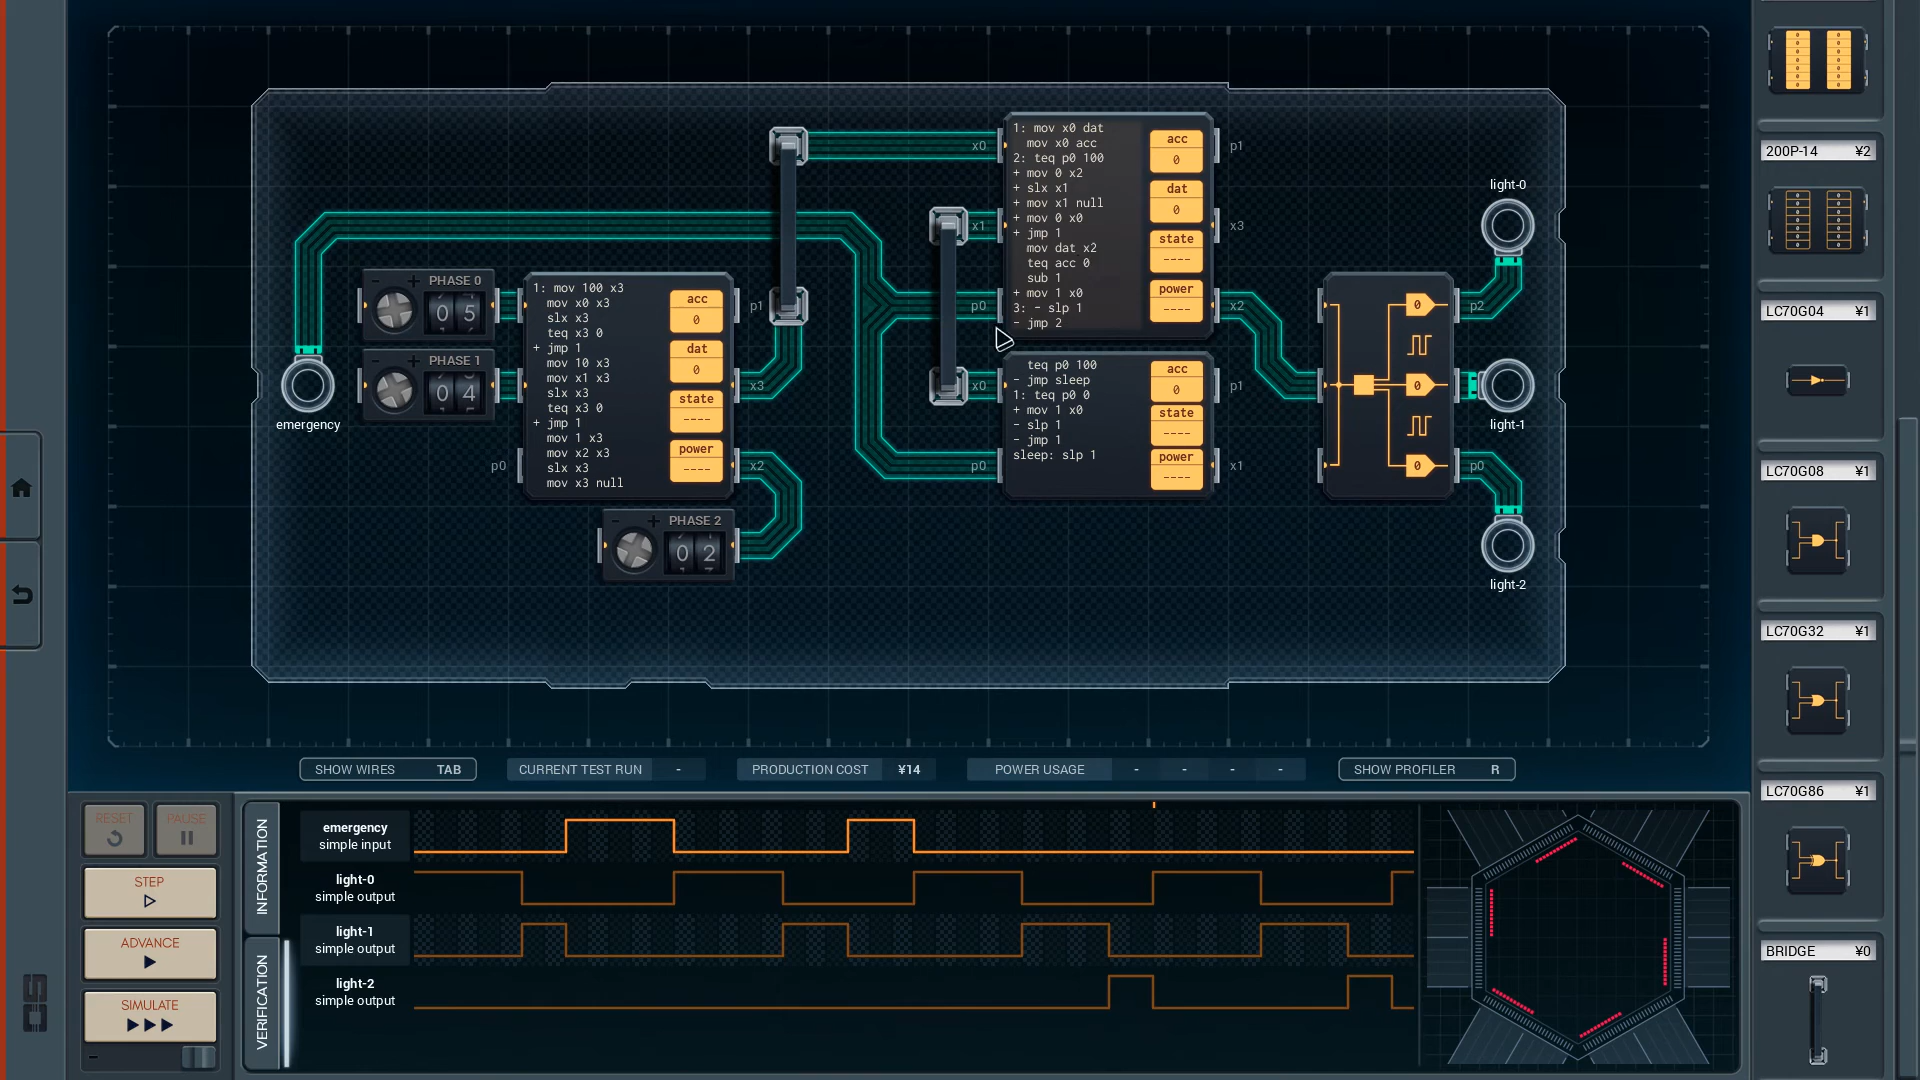 1: mov x0 dat
mov x0 acc
2: teq p0 100
+ mov 0 x2
+ slx x1
+ mov x1 null
+ mov 0 x0
+ jmp 1
mov dat x2
teq acc 0
sub 1
+ mov 1 x0
3: - slp 1
- jmp 2
acc
0
dat
0
state
----
power
----
x0
x1
p0
p1
x3
x2
PHASE 0
0 5
PHASE 1
0 4
emergency
1: mov 100 x3
mov x0 x3
slx x3
teq x3 0
+ jmp 1
mov 10 x3
mov x1 x3
slx x3
teq x3 0
+ jmp 1
mov 1 x3
mov x2 x3
slx x3
mov x3 null
acc
0
dat
0
state
----
power
----
p0
p1
x3
x2
PHASE 2
0 2
teq p0 100
- jmp sleep
1: teq p0 0
+ mov 1 x0
- slp 1
- jmp 1
sleep: slp 1
acc
0
state
----
power
----
x0
p0
p1
x1
0
0
0
p2
p0
light-0
light-1
light-2
200P-14 ¥2
LC70G04 ¥1
LC70G08 ¥1
LC70G32 ¥1
LC70G86 ¥1
BRIDGE ¥0
SHOW WIRES TAB
CURRENT TEST RUN -
PRODUCTION COST ¥14
POWER USAGE - - - -
SHOW PROFILER R
RESET
PAUSE
STEP
ADVANCE
SIMULATE
INFORMATION
VERIFICATION
emergency
simple input
light-0
simple output
light-1
simple output
light-2
simple output